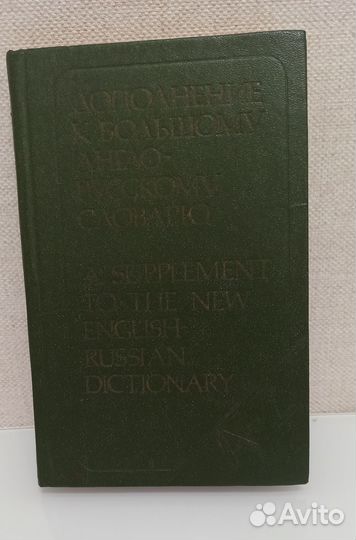 ДОПОЛНЕНИЕ
К БОЛЬШОМУ
АНГЛО-
РУССКОМУ
СЛОВАРЮ
A SUPPLEMENT
TO THE NEW
ENGLISH-
RUSSIAN
DICTIONARY
Avito